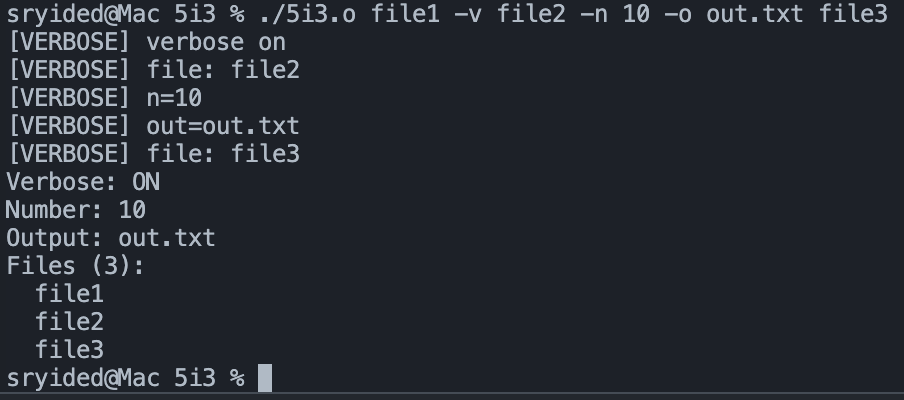 sryided@Mac 5i3 % ./5i3.o file1 -v file2 -n 10 -o out.txt file3
[VERBOSE] verbose on
[VERBOSE] file: file2
[VERBOSE] n=10
[VERBOSE] out=out.txt
[VERBOSE] file: file3
Verbose: ON
Number: 10
Output: out.txt
Files (3):
  file1
  file2
  file3
sryided@Mac 5i3 %